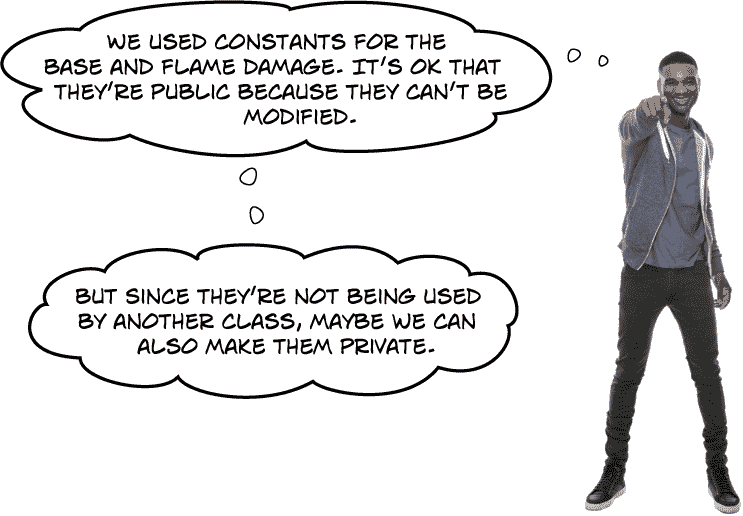 WE USED CONSTANTS FOR THE
BASE AND FLAME DAMAGE. IT'S OK THAT
THEY'RE PUBLIC BECAUSE THEY CAN'T BE
MODIFIED.
BUT SINCE THEY'RE NOT BEING USED
BY ANOTHER CLASS, MAYBE WE CAN
ALSO MAKE THEM PRIVATE.